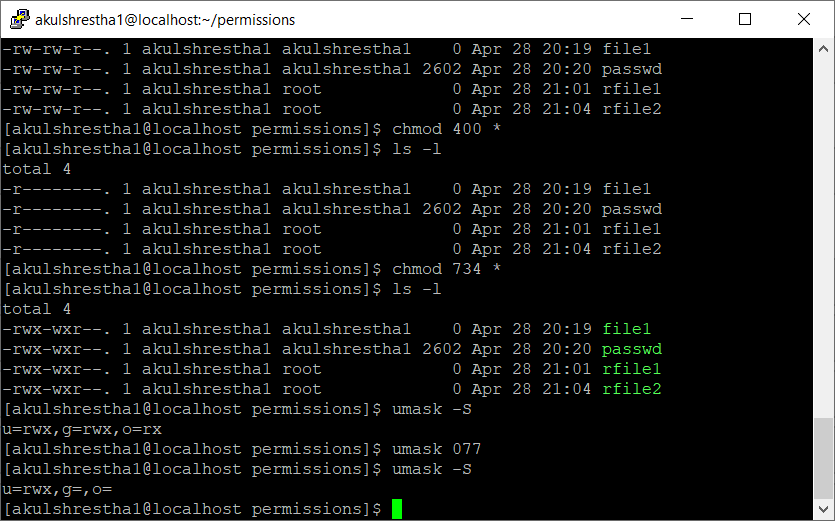 akulshrestha1@localhost:~/permissions
-rw-rw-r--. 1 akulshrestha1 akulshrestha1    0 Apr 28 20:19 file1
-rw-rw-r--. 1 akulshrestha1 akulshrestha1 2602 Apr 28 20:20 passwd
-rw-rw-r--. 1 akulshrestha1 root             0 Apr 28 21:01 rfile1
-rw-rw-r--. 1 akulshrestha1 root             0 Apr 28 21:04 rfile2
[akulshrestha1@localhost permissions]$ chmod 400 *
[akulshrestha1@localhost permissions]$ ls -l
total 4
-r--------. 1 akulshrestha1 akulshrestha1    0 Apr 28 20:19 file1
-r--------. 1 akulshrestha1 akulshrestha1 2602 Apr 28 20:20 passwd
-r--------. 1 akulshrestha1 root             0 Apr 28 21:01 rfile1
-r--------. 1 akulshrestha1 root             0 Apr 28 21:04 rfile2
[akulshrestha1@localhost permissions]$ chmod 734 *
[akulshrestha1@localhost permissions]$ ls -l
total 4
-rwx-wxr--. 1 akulshrestha1 akulshrestha1    0 Apr 28 20:19 file1
-rwx-wxr--. 1 akulshrestha1 akulshrestha1 2602 Apr 28 20:20 passwd
-rwx-wxr--. 1 akulshrestha1 root             0 Apr 28 21:01 rfile1
-rwx-wxr--. 1 akulshrestha1 root             0 Apr 28 21:04 rfile2
[akulshrestha1@localhost permissions]$ umask -S
u=rwx,g=rwx,o=rx
[akulshrestha1@localhost permissions]$ umask 077
[akulshrestha1@localhost permissions]$ umask -S
u=rwx,g=,o=
[akulshrestha1@localhost permissions]$